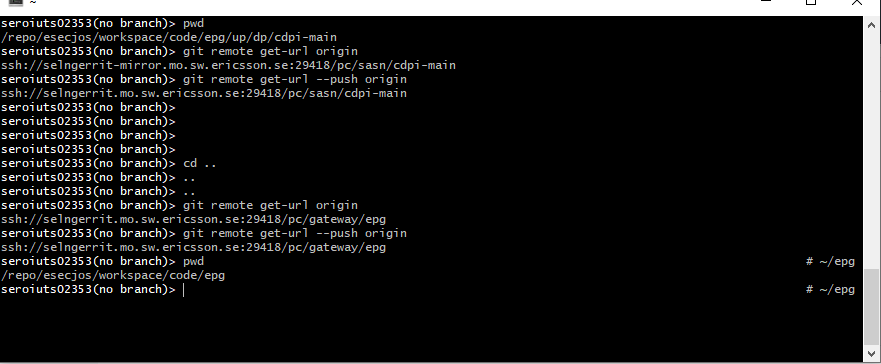 ~
seroiuts02353(no branch)> pwd
/repo/esecjos/workspace/code/epg/up/dp/cdpi-main
seroiuts02353(no branch)> git remote get-url origin
ssh://selngerrit-mirror.mo.sw.ericsson.se:29418/pc/sasn/cdpi-main
seroiuts02353(no branch)> git remote get-url --push origin
ssh://selngerrit.mo.sw.ericsson.se:29418/pc/sasn/cdpi-main
seroiuts02353(no branch)>
seroiuts02353(no branch)>
seroiuts02353(no branch)>
seroiuts02353(no branch)>
seroiuts02353(no branch)> cd ..
seroiuts02353(no branch)> ..
seroiuts02353(no branch)> ..
seroiuts02353(no branch)> git remote get-url origin
ssh://selngerrit.mo.sw.ericsson.se:29418/pc/gateway/epg
seroiuts02353(no branch)> git remote get-url --push origin
ssh://selngerrit.mo.sw.ericsson.se:29418/pc/gateway/epg
seroiuts02353(no branch)> pwd # ~/epg
/repo/esecjos/workspace/code/epg
seroiuts02353(no branch)> # ~/epg